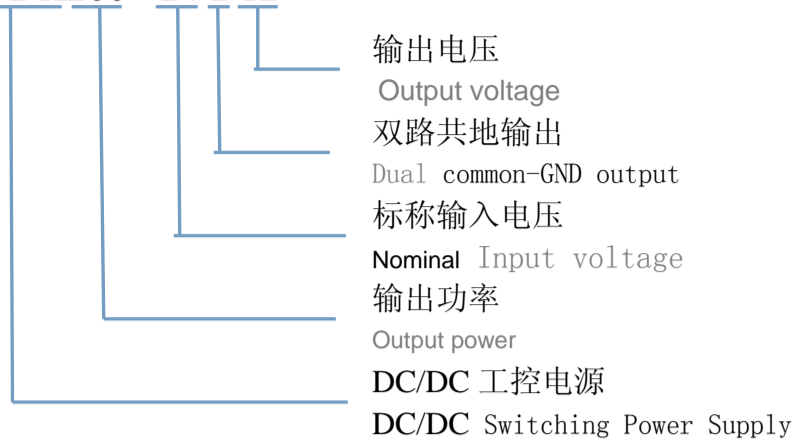 输出电压
Output voltage
双路共地输出
Dual common-GND output
标称输入电压
Nominal Input voltage
输出功率
Output power
DC/DC 工控电源
DC/DC Switching Power Supply